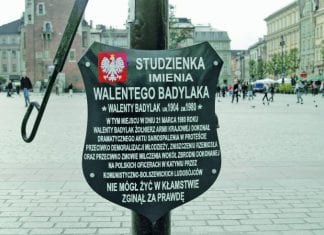 STUDZIENKA
IMIENIA
WALENTEGO BADYLAKA
WALENTY BADYLAK UR.1904 ZM.1980
W TYM MIEJSCU W DNIU 21 MARCA 1980 ROKU
WALENTY BADYLAK ŻOŁNIERZ ARMII KRAJOWEJ DOKONAŁ
DRAMATYCZNEGO AKTU SAMOSPALENIA W PROTEŚCIE
PRZECIWKO DEMORALIZACJI MŁODZIEŻY, ZNISZCZENIU RZEMIOSŁA
ORAZ PRZECIWKO ZMOWIE MILCZENIA WOKÓŁ ZBRODNI DOKONANEJ
NA POLSKICH OFICERACH W KATYNIU PRZEZ
KOMUNISTYCZNO-BOLSZEWICKICH LUDOBÓJCÓW
NIE MÓGŁ ŻYĆ W KŁAMSTWIE
ZGINĄŁ ZA PRAWDĘ